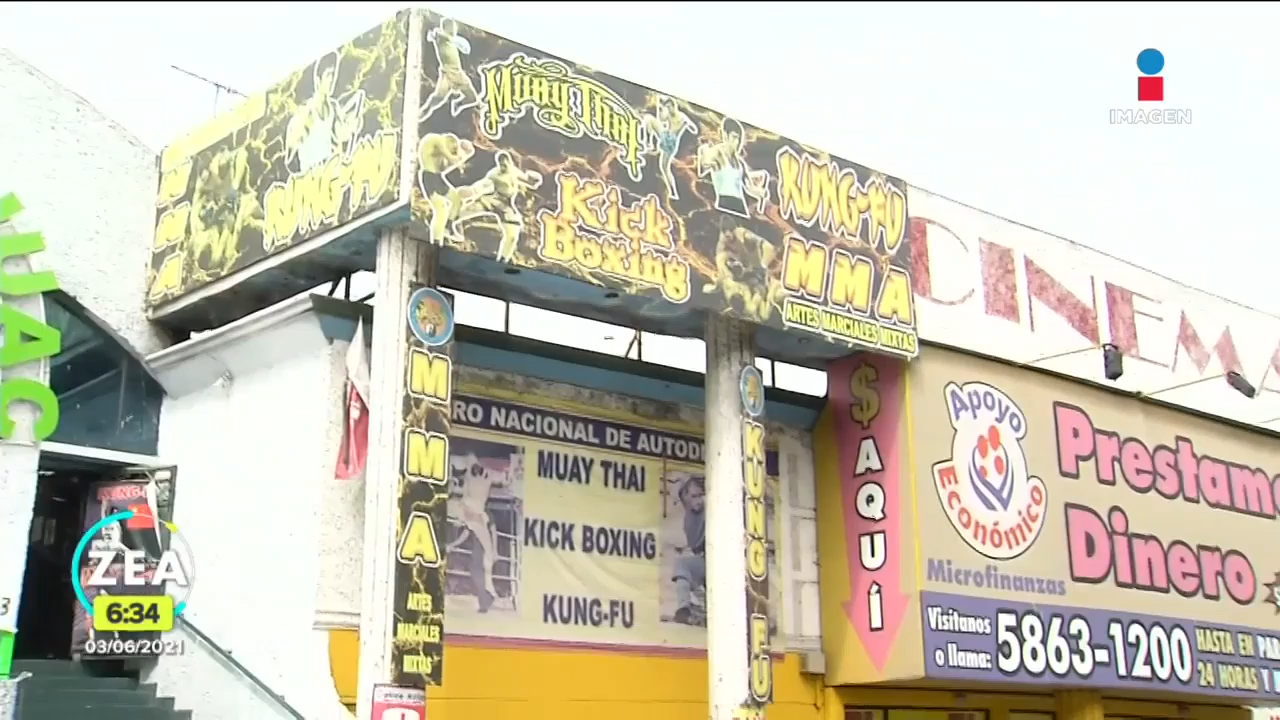 IMAGEN
MUAY THAI
Kick
Boxing
KUNG-FU
KUNG-FU
MMA
ARTES MARCIALES MIXTAS
CINEMA
MMA
ARTES
MARCIALES
MIXTAS
RO NACIONAL DE AUTOD
MUAY THAI
KICK BOXING
KUNG-FU
KUNG FU
$ AQUÍ
Apoyo
Económico
Microfinanzas
Prestam
Dinero
Visítanos
o llama:
5863-1200
HASTA EN
24 HORAS Y
ZEA
6:34
03/06/2021